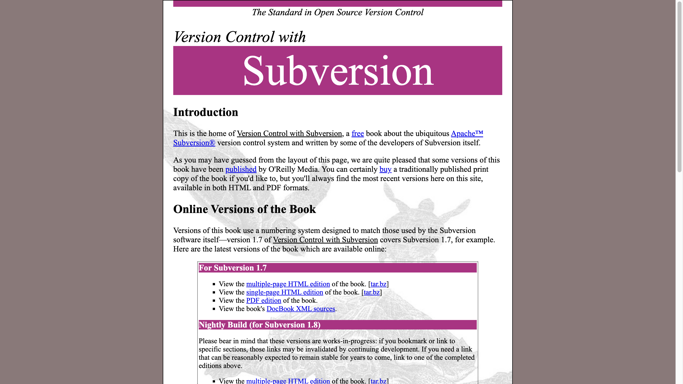 The Standard in Open Source Version Control
Version Control with
Subversion
Introduction
This is the home of Version Control with Subversion, a free book about the ubiquitous Apache™
Subversion® version control system and written by some of the developers of Subversion itself.
As you may have guessed from the layout of this page, we are quite pleased that some versions of this
book have been published by O'Reilly Media. You can certainly buy a traditionally published print
copy of the book if you'd like to, but you'll always find the most recent versions here on this site,
available in both HTML and PDF formats.
Online Versions of the Book
Versions of this book use a numbering system designed to match those used by the Subversion
software itself—version 1.7 of Version Control with Subversion covers Subversion 1.7, for example.
Here are the latest versions of the book which are available online:
For Subversion 1.7
• View the multiple-page HTML edition of the book. [tar.bz]
• View the single-page HTML edition of the book. [tar.bz]
• View the PDF edition of the book.
• View the book's DocBook XML sources.
Nightly Build (for Subversion 1.8)
Please bear in mind that these versions are works-in-progress: if you bookmark or link to
specific sections, those links may be invalidated by continuing development. If you need a link
that can be reasonably expected to remain stable for years to come, link to one of the completed
editions above.
• View the multiple-page HTML edition of the book. [tar.bz]